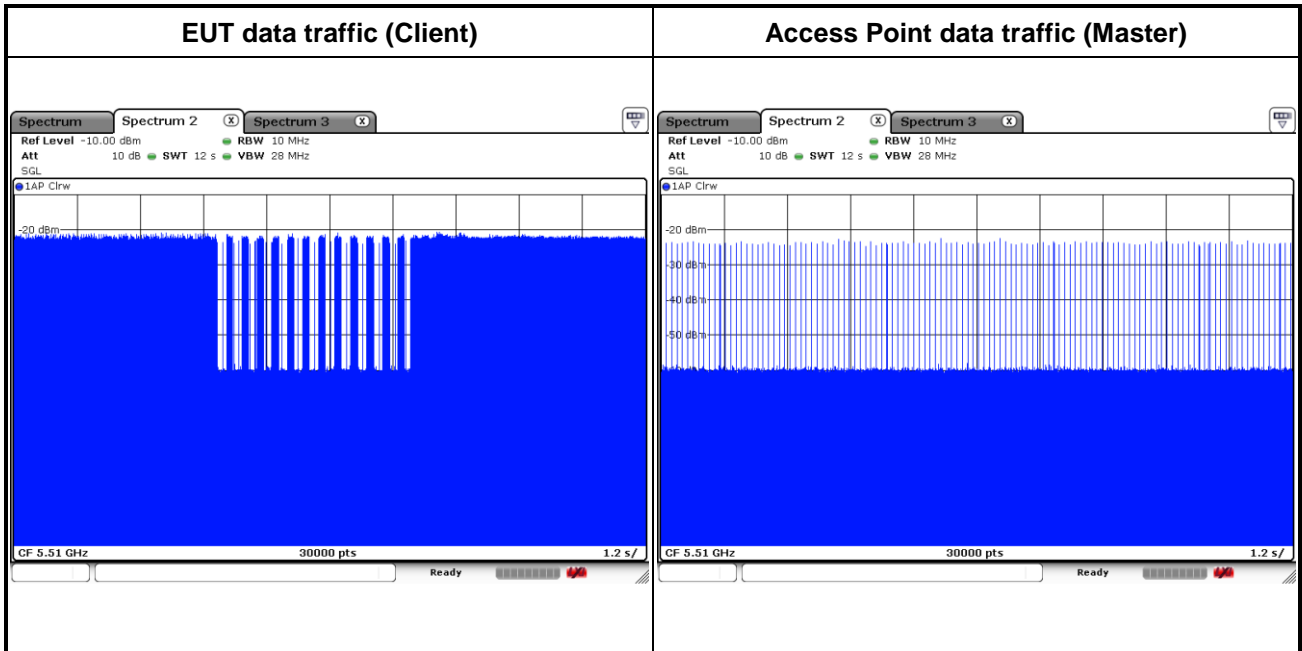 EUT data traffic (Client)
Access Point data traffic (Master)
Spectrum Spectrum 2 X Spectrum 3 X
Ref Level -10.00 dBm RBW 10 MHz
Att 10 dB SWT 12 s VBW 28 MHz
SGL
1AP Clrw
-20 dBm
CF 5.51 GHz 30000 pts 1.2 s/
Ready
Spectrum Spectrum 2 X Spectrum 3 X
Ref Level -10.00 dBm RBW 10 MHz
Att 10 dB SWT 12 s VBW 28 MHz
SGL
1AP Clrw
-20 dBm
-30 dBm
-40 dBm
-50 dBm
CF 5.51 GHz 30000 pts 1.2 s/
Ready